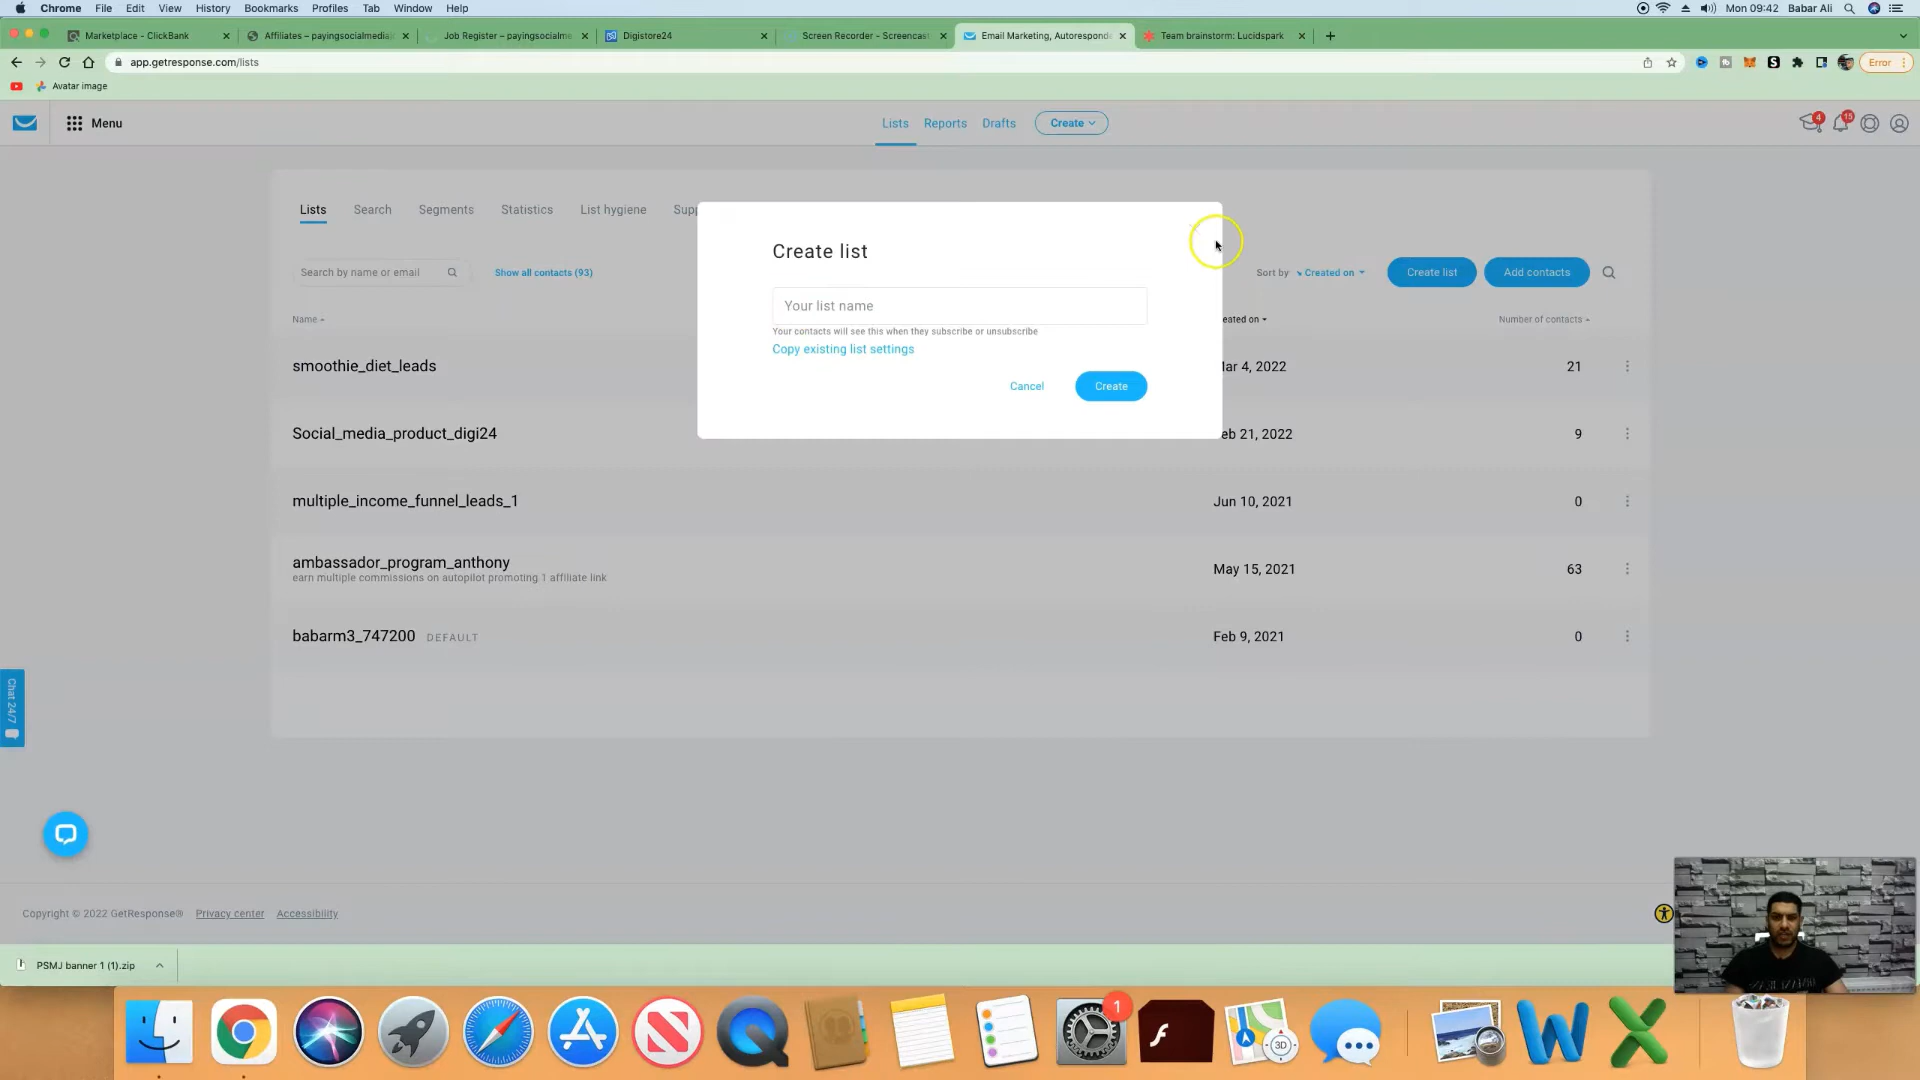 Chrome File Edit View History Bookmarks Profiles Tab Window Help
Mon 09:42 Babar Ali
Marketplace - ClickBank
Affiliates – payingsocialmedia
Job Register – payingsocialme
Digistore24
Screen Recorder - Screencast
Email Marketing, Autoresponde
Team brainstorm: Lucidspark
app.getresponse.com/lists
Error
Avatar image
Menu
Lists Reports Drafts Create
4
15
Lists Search Segments Statistics List hygiene Supp
Search by name or email
Show all contacts (93)
Sort by Created on
Create list
Add contacts
Name
eated on
Number of contacts
smoothie_diet_leads
Mar 4, 2022
21
Social_media_product_digi24
eb 21, 2022
9
multiple_income_funnel_leads_1
Jun 10, 2021
0
ambassador_program_anthony
earn multiple commissions on autopilot promoting 1 affiliate link
May 15, 2021
63
babarm3_747200 DEFAULT
Feb 9, 2021
0
Create list
Your list name
Your contacts will see this when they subscribe or unsubscribe
Copy existing list settings
Cancel
Create
Chat 24/7
Copyright © 2022 GetResponse® Privacy center Accessibility
PSMJ banner 1 (1).zip
1
3D